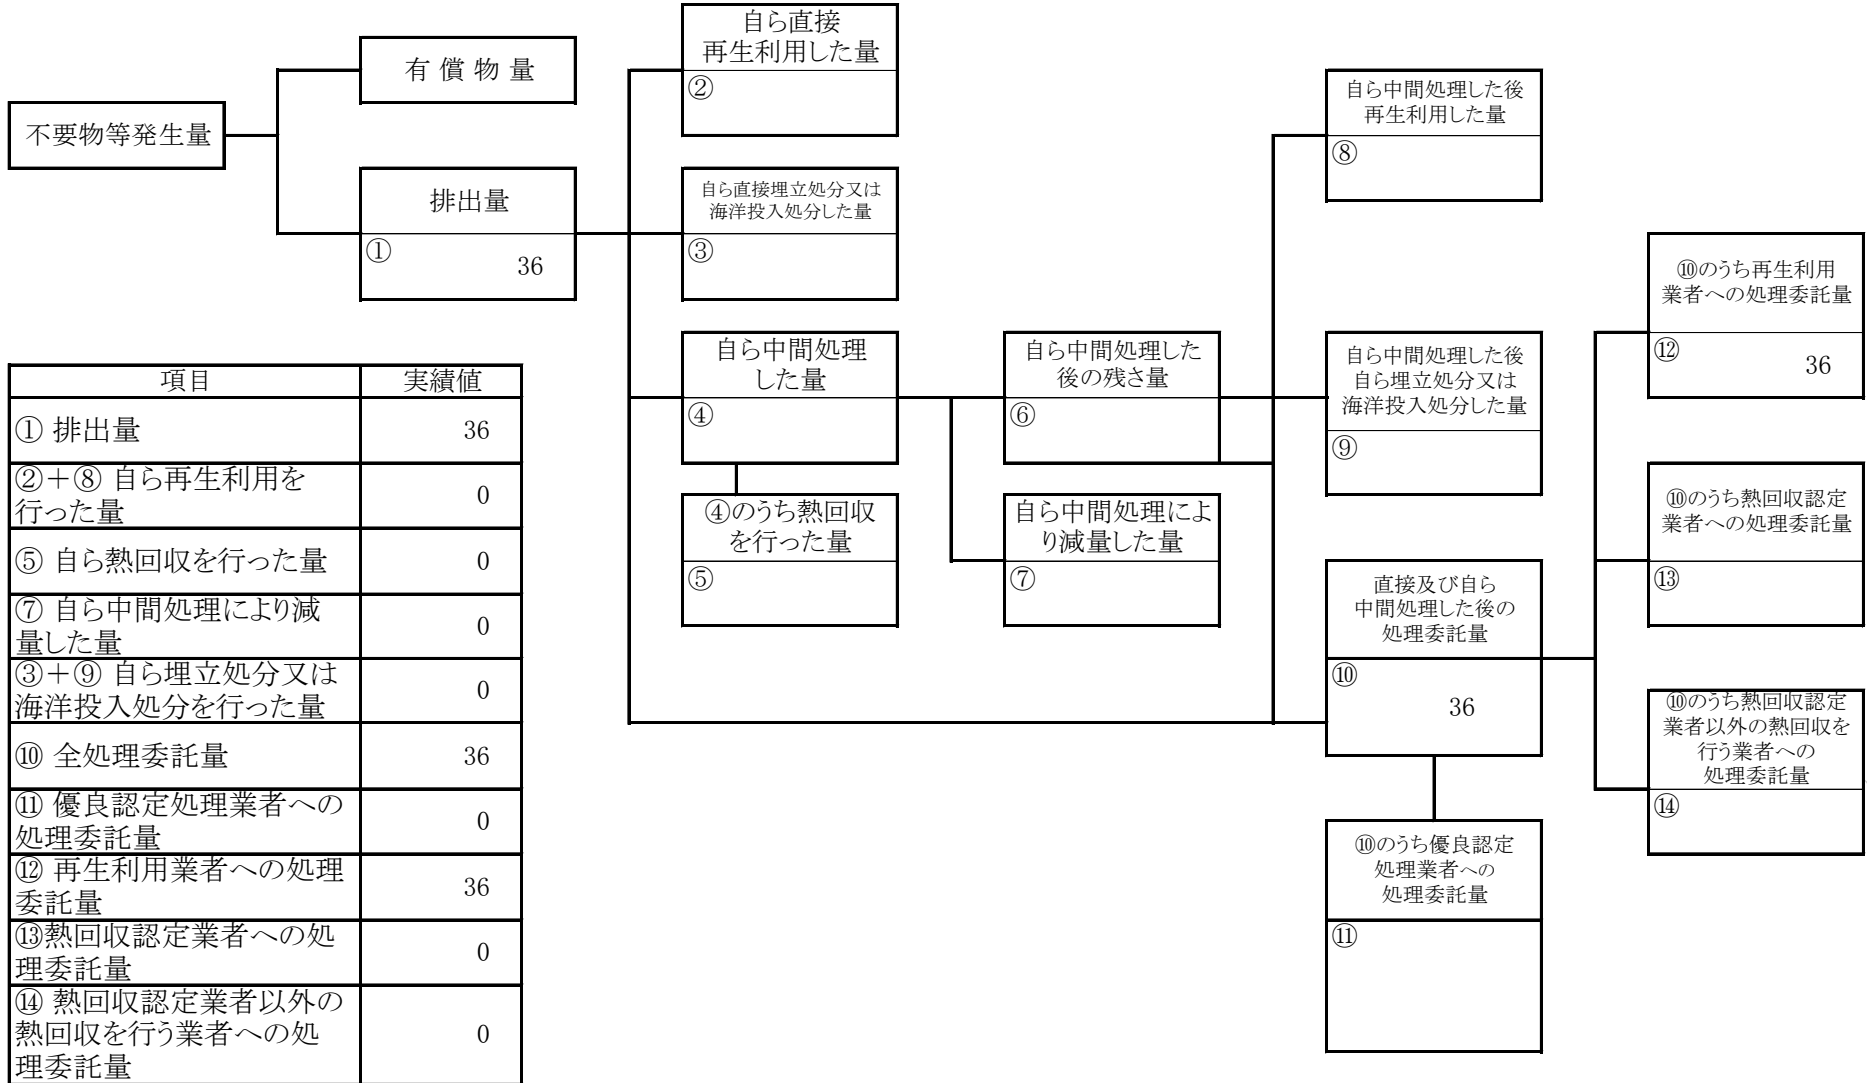 不要物等発生量
有 償 物 量
排出量
①
36
自ら直接
再生利用した量
②
自ら直接埋立処分又は
海洋投入処分した量
③
自ら中間処理
した量
④
④のうち熱回収
を行った量
⑤
自ら中間処理した
後の残さ量
⑥
自ら中間処理によ
り減量した量
⑦
自ら中間処理した後
再生利用した量
⑧
自ら中間処理した後
自ら埋立処分又は
海洋投入処分した量
⑨
直接及び自ら
中間処理した後の
処理委託量
⑩
36
⑩のうち優良認定
処理業者への
処理委託量
⑪
⑩のうち再生利用
業者への処理委託量
⑫
36
⑩のうち熱回収認定
業者への処理委託量
⑬
⑩のうち熱回収認定
業者以外の熱回収を
行う業者への
処理委託量
⑭
項目 実績値
① 排出量 36
②+⑧ 自ら再生利用を
行った量 0
⑤ 自ら熱回収を行った量 0
⑦ 自ら中間処理により減
量した量 0
③+⑨ 自ら埋立処分又は
海洋投入処分を行った量 0
⑩ 全処理委託量 36
⑪ 優良認定処理業者への
処理委託量 0
⑫ 再生利用業者への処理
委託量 36
⑬熱回収認定業者への処
理委託量 0
⑭ 熱回収認定業者以外の
熱回収を行う業者への処
理委託量 0